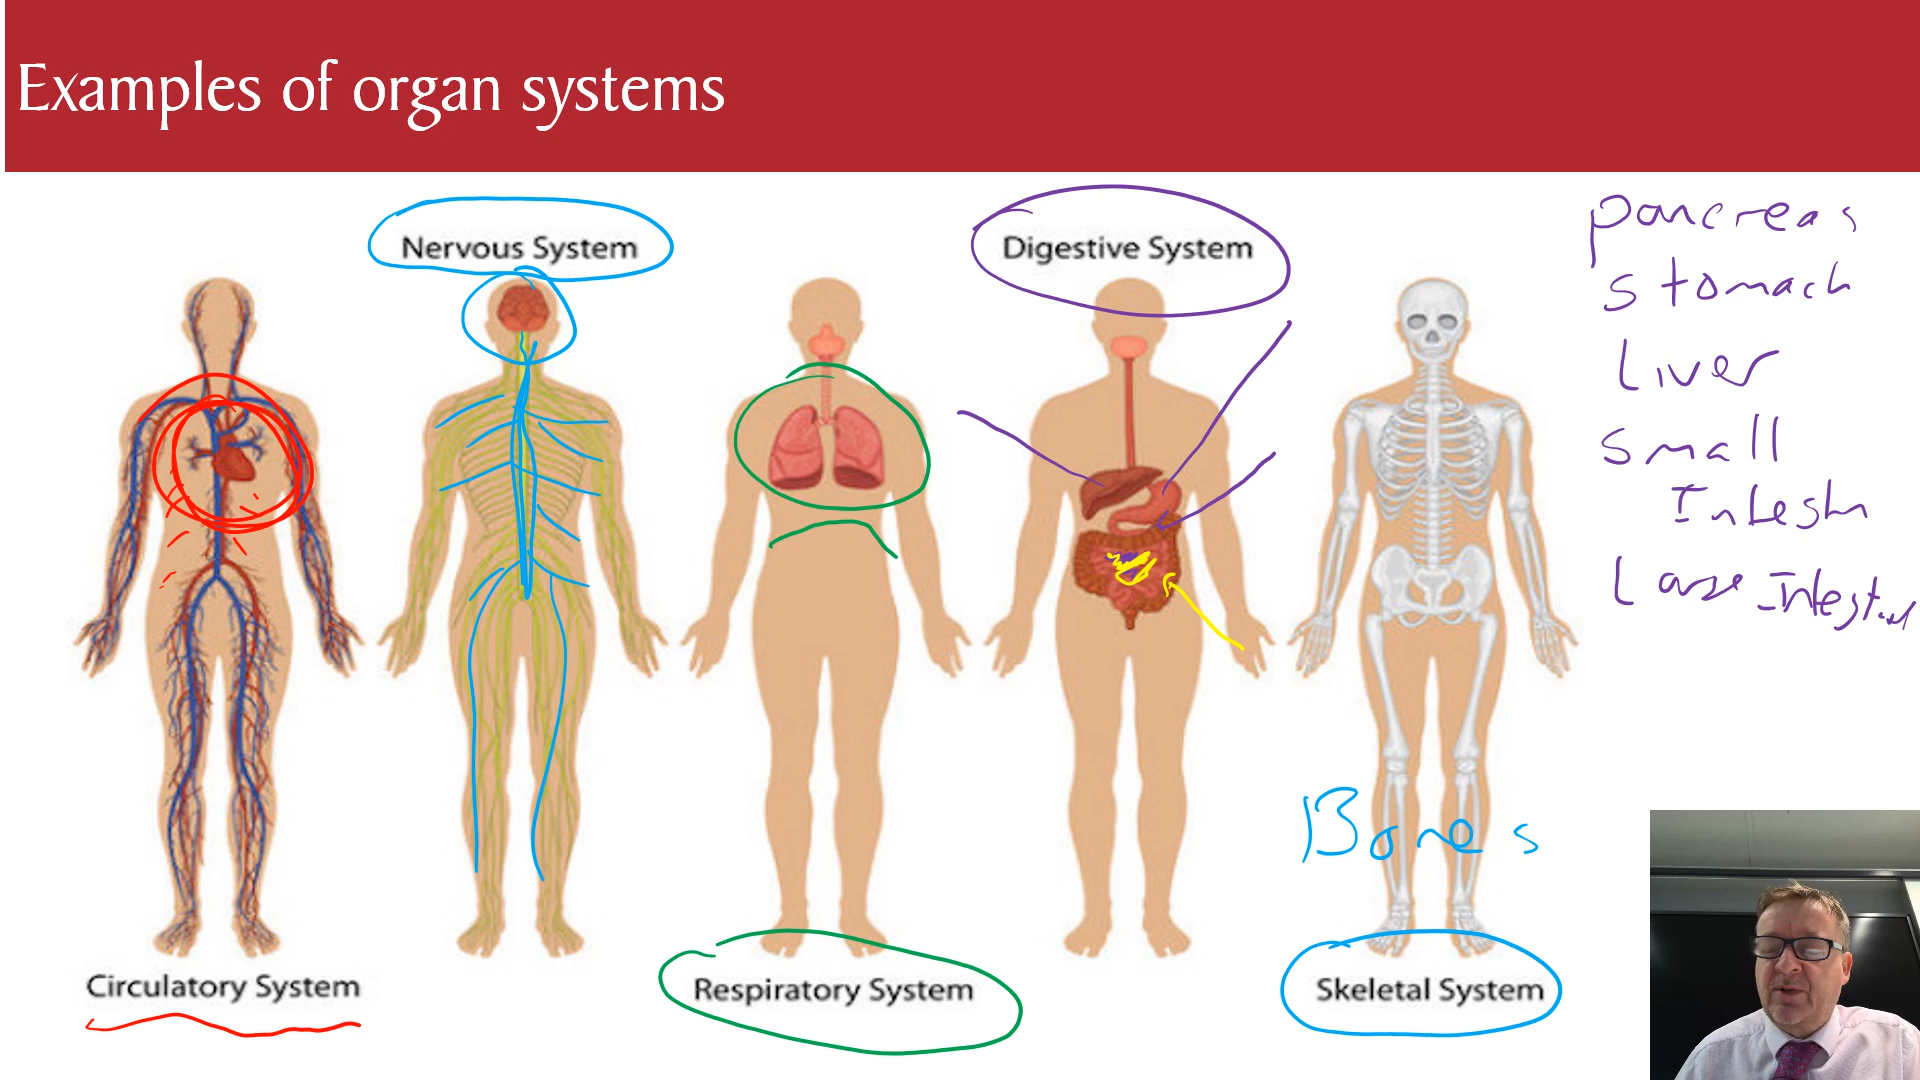 Examples of organ systems
Nervous System
Digestive System
pancreas
stomach
Liver
small
Intestin
Large Intestine
Bones
Circulatory System
Respiratory System
Skeletal System